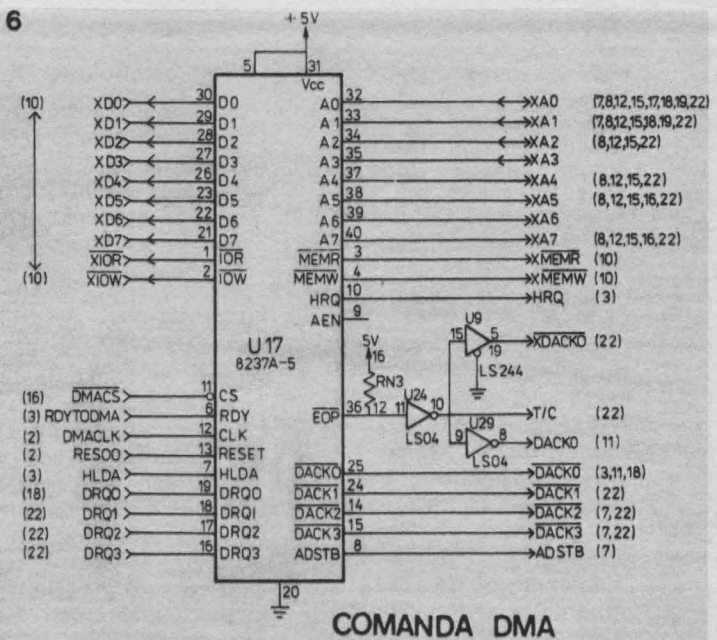 6
+5V
5 31
Vcc
(10) XD0 30 D0 A0 32 XA0 (7,8,12,15,17,18,19,22)
XD1 29 D1 A1 33 XA1 (7,8,12,15,18,19,22)
XD2 28 D2 A2 34 XA2 (8,12,15,22)
XD3 27 D3 A3 35 XA3
XD4 26 D4 A4 37 XA4 (8,12,15,22)
XD5 23 D5 A5 38 XA5 (8,12,15,16,22)
XD6 22 D6 A6 39 XA6
XD7 21 D7 A7 40 XA7 (8,12,15,16,22)
XIOR 1 IOR MEMR 3 XMEMR (10)
(10) XIOW 2 IOW MEMW 4 XMEMW (10)
HRQ 10 HRQ (3)
AEN 9
U17
8237A-5
U9
15 5 XDACK0 (22)
19
LS244
5V
16
RN3
(16) DMACS 11 CS
(3) RDYTODMA 6 RDY EOP 36 12 11 U24 10 T/C (22)
LS04
(2) DMACLK 12 CLK 9 U29 8 DACK0 (11)
LS04
(2) RES00 13 RESET
(3) HLDA 7 HLDA DACK0 25 DACK0 (3,11,18)
(18) DRQ0 19 DRQ0 DACK1 24 DACK1 (22)
(22) DRQ1 18 DRQ1 DACK2 14 DACK2 (7,22)
(22) DRQ2 17 DRQ2 DACK3 15 DACK3 (7,22)
(22) DRQ3 16 DRQ3 ADSTB 8 ADSTB (7)
20
COMANDA DMA